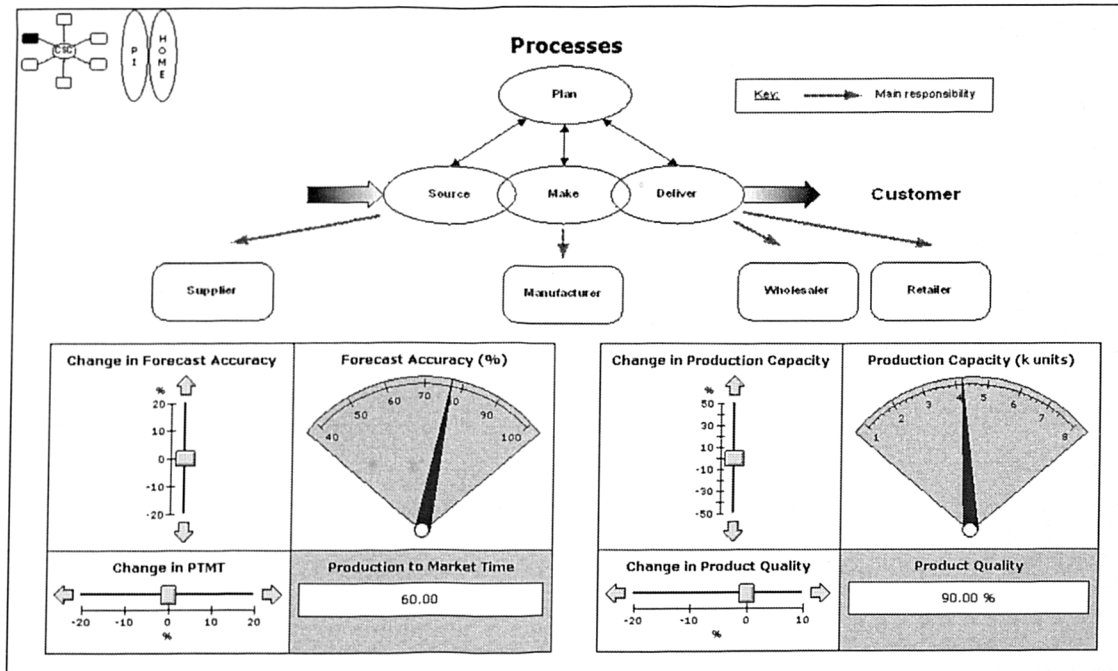 CSC
P
I
H
O
M
E
Processes
Plan
Key:
Main responsibility
Source
Make
Deliver
Customer
Supplier
Manufacturer
Wholesaler
Retailer
Change in Forecast Accuracy
%
20
10
0
-10
-20
Forecast Accuracy (%)
40
50
60
70
80
90
100
Change in Production Capacity
%
50
30
10
-10
-30
-50
Production Capacity (k units)
1
2
3
4
5
6
7
8
Change in PTMT
-20
-10
0
10
20
%
Production to Market Time
60.00
Change in Product Quality
-20
-10
0
10
%
Product Quality
90.00 %